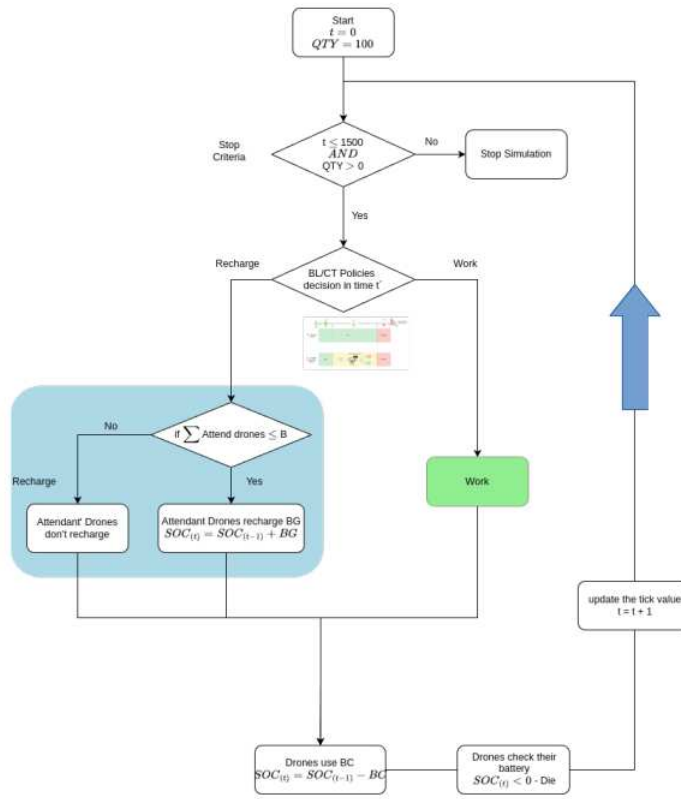 Start
t = 0
QTY = 100
Stop
Criteria
t ≤ 1500
AND
QTY > 0
No
Stop Simulation
Yes
Recharge
BL/CT Policies
decision in time t'
Work
if ∑ Attend drones ≤ B
No
Recharge
Yes
Work
Attendant' Drones
don't recharge
Attendant Drones recharge BG
SOC(t) = SOC(t−1) + BG
update the tick value
t = t + 1
Drones use BC
SOC(t) = SOC(t−1) − BC
Drones check their
battery
SOC(t) < 0 - Die